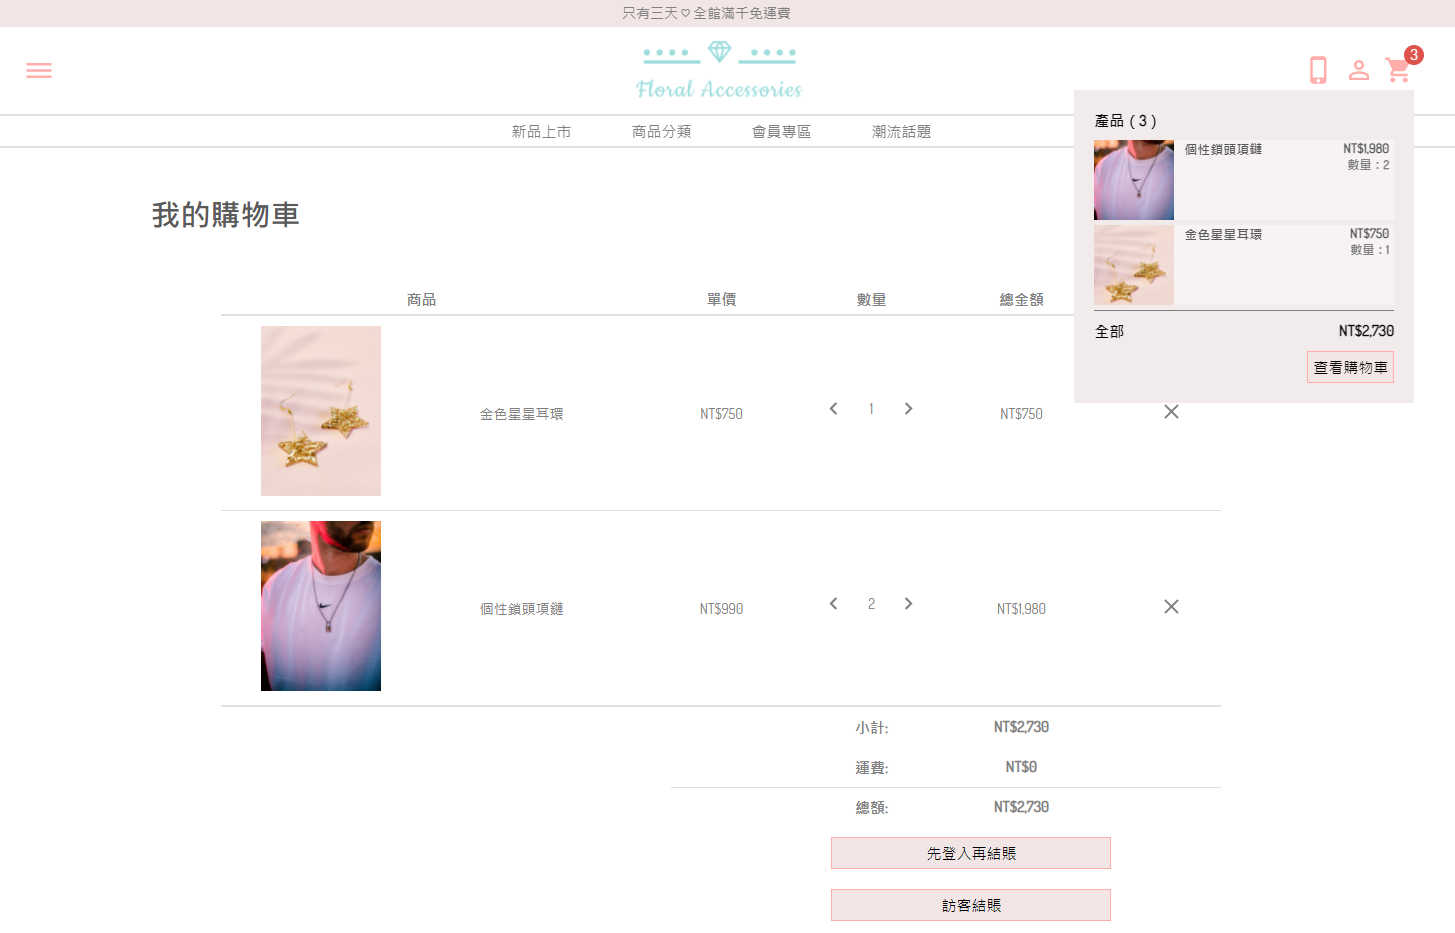 只有三天♡全館滿千免運費
Floral Accessories
3
新品上市 商品分類 會員專區 潮流話題
產品 ( 3 )
個性鎖頭項鏈 NT$1,980
數量：2
金色星星耳環 NT$750
數量：1
全部 NT$2,730
查看購物車
我的購物車
商品 單價 數量 總金額
金色星星耳環 NT$750 1 NT$750
個性鎖頭項鏈 NT$990 2 NT$1,980
小計: NT$2,730
運費: NT$0
總額: NT$2,730
先登入再結賬
訪客結賬